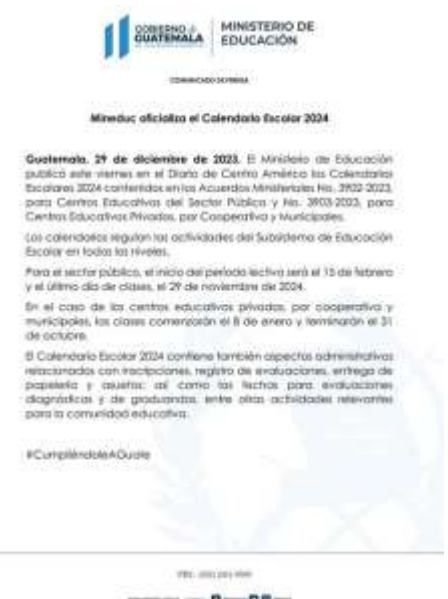 GOBIERNO de
GUATEMALA
MINISTERIO DE
EDUCACIÓN
COMUNICADO DE PRENSA
Mineduc oficializa el Calendario Escolar 2024
Guatemala, 29 de diciembre de 2023. El Ministerio de Educación
publicó este viernes en el Diario de Centro América los Calendarios
Escolares 2024 contenidos en los Acuerdos Ministeriales No. 3902-2023,
para Centros Educativos del Sector Público y No. 3903-2023, para
Centros Educativos Privados, por Cooperativa y Municipales.
Los calendarios regulan las actividades del Subsistema de Educación
Escolar en todos los niveles.
Para el sector público, el inicio del período lectivo será el 15 de febrero
y el último día de clases, el 29 de noviembre de 2024.
En el caso de los centros educativos privados, por cooperativa y
municipales, las clases comenzarán el 8 de enero y terminarán el 31
de octubre.
El Calendario Escolar 2024 contiene también aspectos administrativos
relacionados con inscripciones, registro de evaluaciones, entrega de
papelería y asuetos; así como las fechas para evaluaciones
diagnósticas y de graduandos, entre otras actividades relevantes
para la comunidad educativa.
#CumpliéndoleAGuate